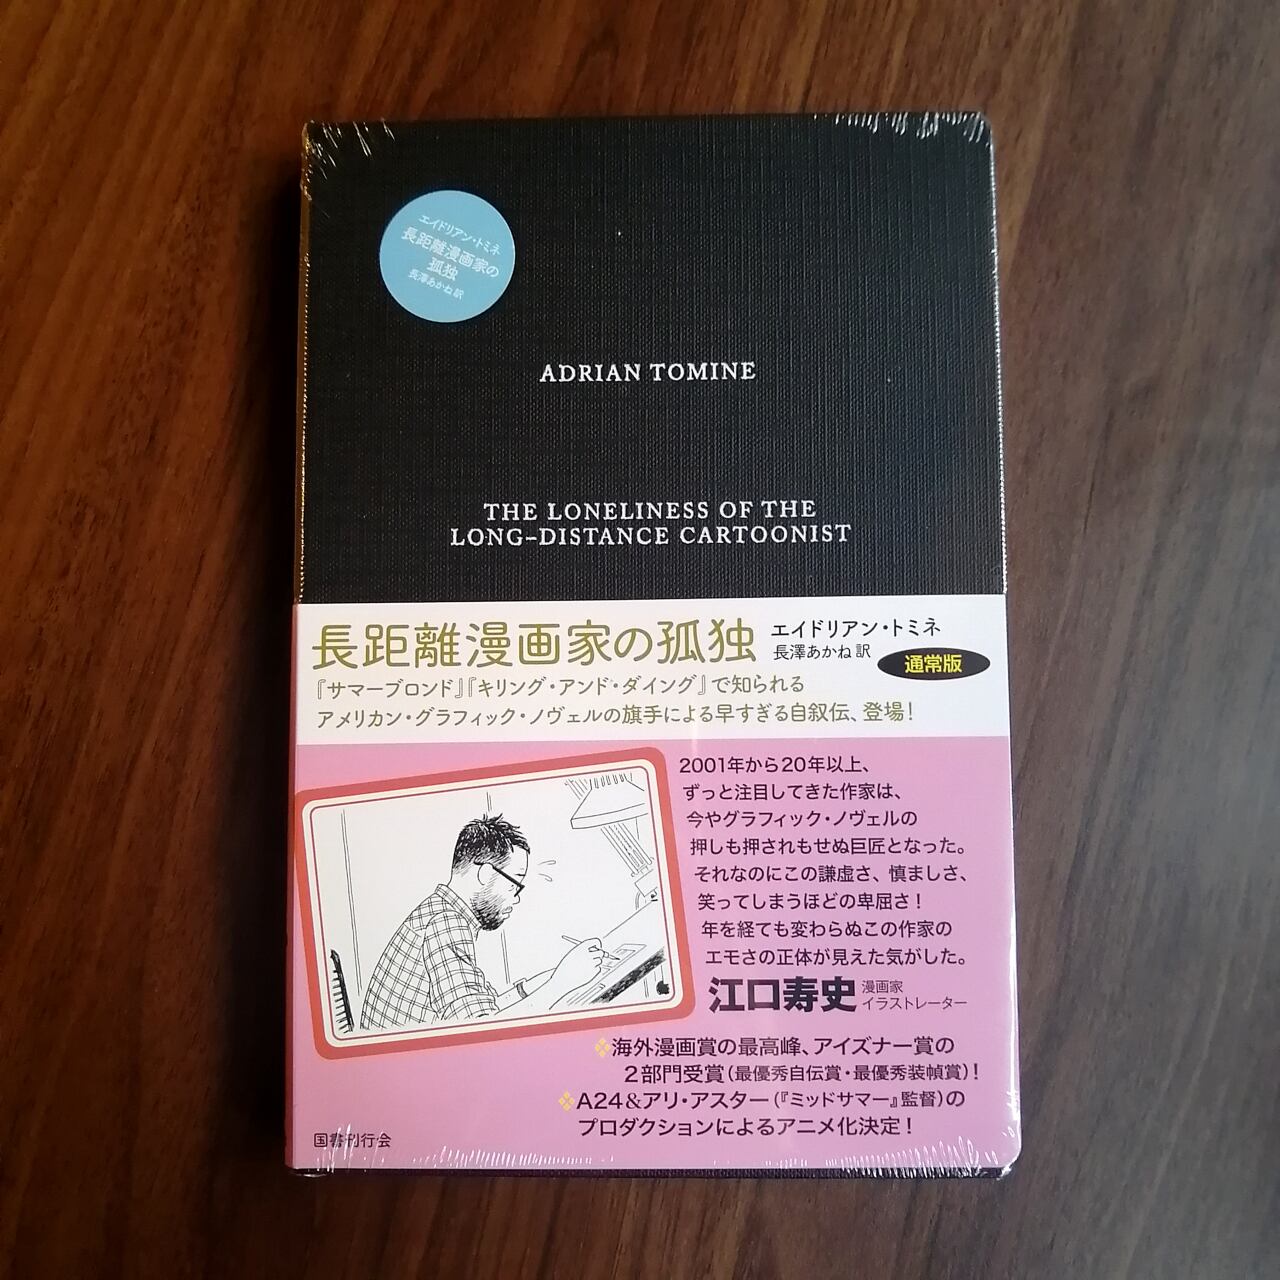 エイドリアン・トミネ
長距離漫画家の
孤独
長澤あかね 訳
ADRIAN TOMINE
THE LONELINESS OF THE
LONG-DISTANCE CARTOONIST
長距離漫画家の孤独
エイドリアン・トミネ
長澤あかね 訳
通常版
『サマーブロンド』『キリング・アンド・ダイング』で知られる
アメリカン・グラフィック・ノヴェルの旗手による早すぎる自叙伝、登場!
2001年から20年以上、
ずっと注目してきた作家は、
今やグラフィック・ノヴェルの
押しも押されもせぬ巨匠となった。
それなのにこの謙虚さ、慎ましさ、
笑ってしまうほどの卑屈さ!
年を経ても変わらぬこの作家の
エモさの正体が見えた気がした。
江口寿史
漫画家
イラストレーター
海外漫画賞の最高峰、アイズナー賞の
2部門受賞(最優秀自伝賞・最優秀装幀賞)!
A24&アリ・アスター(『ミッドサマー』監督)の
プロダクションによるアニメ化決定!
国書刊行会